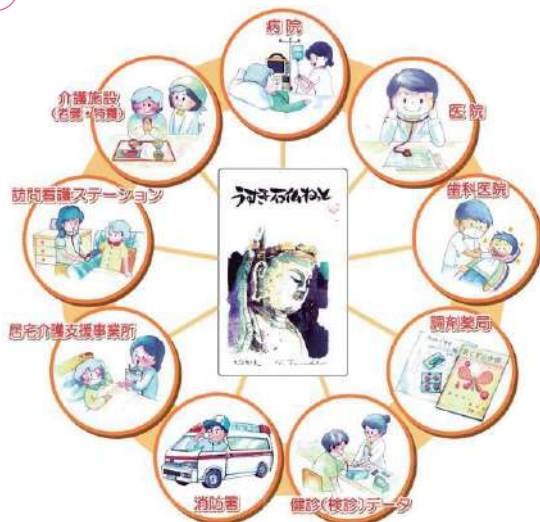 病院
医院
歯科医院
調剤薬局
健診(検診)データ
消防署
居宅介護支援事業所
訪問看護ステーション
介護施設
(老健・特養)
うすき石仏ねっと